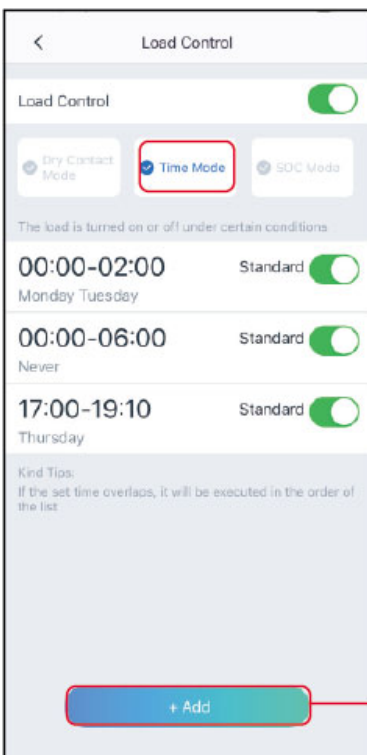 Load Control
Load Control
Dry Contact
Mode
Time Mode
SOC Mode
The load is turned on or off under certain conditions
00:00-02:00
Standard
Monday Tuesday
00:00-06:00
Standard
Never
17:00-19:10
Standard
Thursday
Kind Tips:
If the set time overlaps, it will be executed in the order of
the list
+ Add